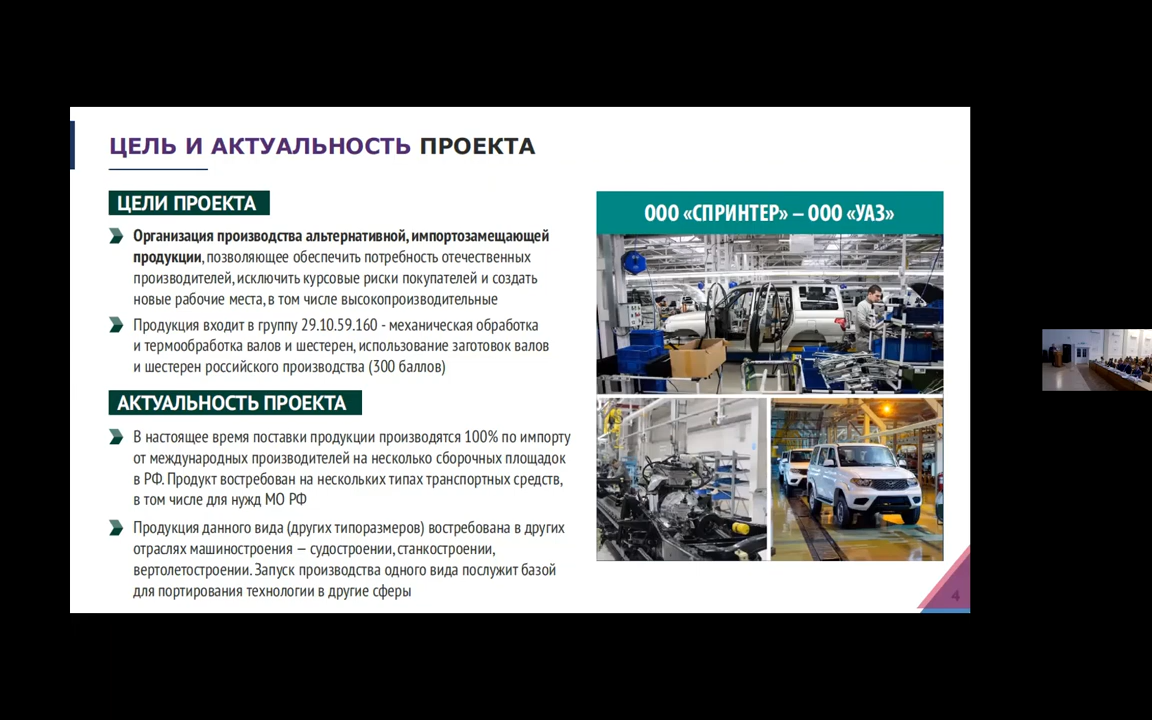 ЦЕЛЬ И АКТУАЛЬНОСТЬ ПРОЕКТА
ЦЕЛИ ПРОЕКТА
Организация производства альтернативной, импортозамещающей
продукции, позволяющее обеспечить потребность отечественных
производителей, исключить курсовые риски покупателей и создать
новые рабочие места, в том числе высокопроизводительные
Продукция входит в группу 29.10.59.160 - механическая обработка
и термообработка валов и шестерен, использование заготовок валов
и шестерен российского производства (300 баллов)
АКТУАЛЬНОСТЬ ПРОЕКТА
В настоящее время поставки продукции производятся 100% по импорту
от международных производителей на несколько сборочных площадок
в РФ. Продукт востребован на нескольких типах транспортных средств,
в том числе для нужд МО РФ
Продукция данного вида (других типоразмеров) востребована в других
отраслях машиностроения — судостроении, станкостроении,
вертолетостроении. Запуск производства одного вида послужит базой
для портирования технологии в другие сферы
ООО «СПРИНТЕР» – ООО «УАЗ»
4